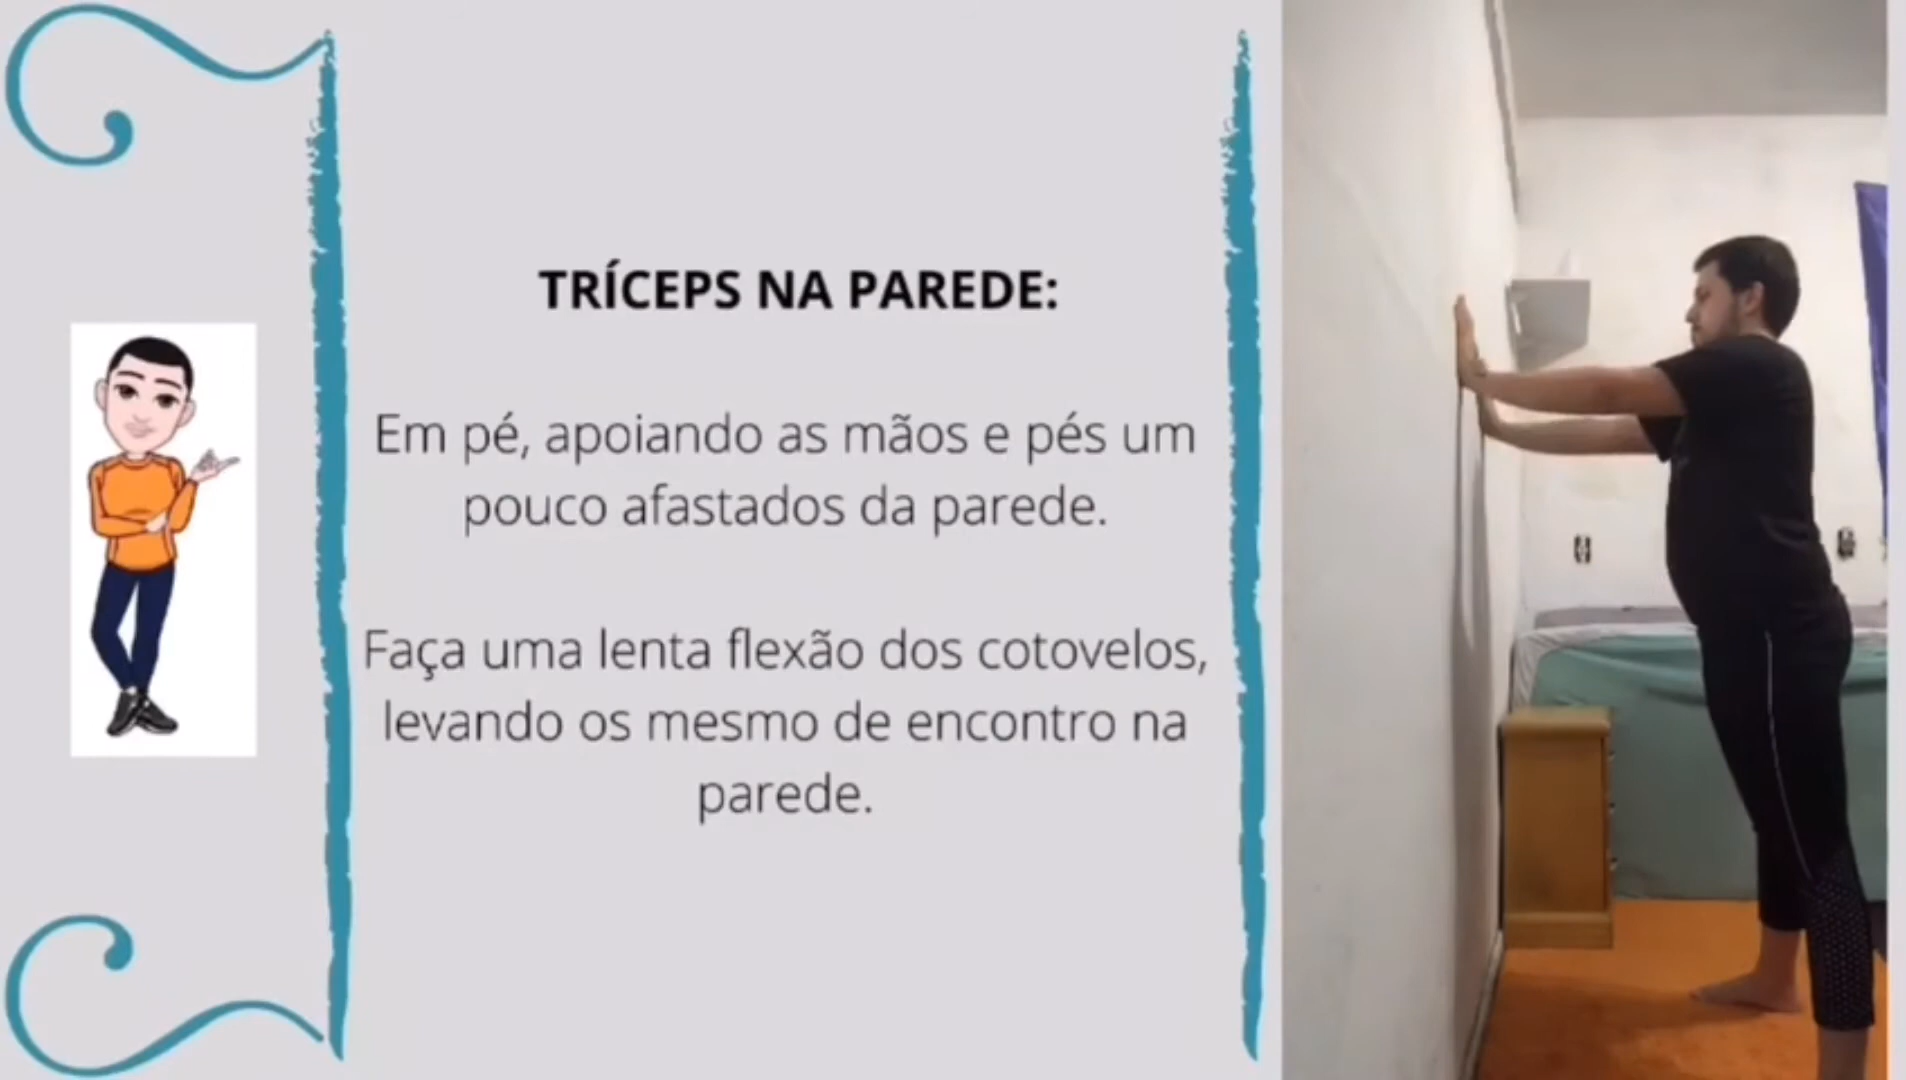 TRÍCEPS NA PAREDE:
Em pé, apoiando as mãos e pés um
pouco afastados da parede.
Faça uma lenta flexão dos cotovelos,
levando os mesmo de encontro na
parede.